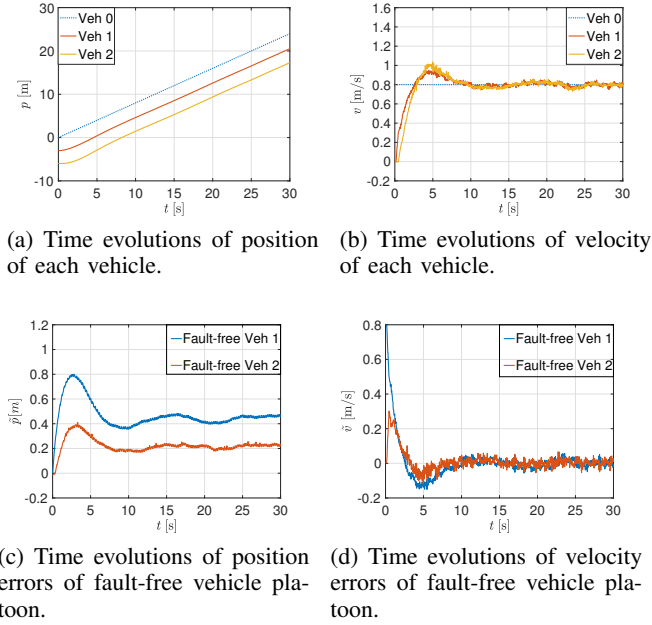 30
20
10
0
-10
0
5
10
15
20
25
30
p [m]
t [s]
Veh 0
Veh 1
Veh 2
1.6
1.4
1.2
1
0.8
0.6
0.4
0.2
0
-0.2
0
5
10
15
20
25
30
v [m/s]
t [s]
Veh 0
Veh 1
Veh 2
(a) Time evolutions of position
of each vehicle.
(b) Time evolutions of velocity
of each vehicle.
1.2
1
0.8
0.6
0.4
0.2
0
-0.2
0
5
10
15
20
25
30
p̃[m]
t [s]
Fault-free Veh 1
Fault-free Veh 2
0.8
0.6
0.4
0.2
0
-0.2
0
5
10
15
20
25
30
ṽ [m/s]
t [s]
Fault-free Veh 1
Fault-free Veh 2
(c) Time evolutions of position
errors of fault-free vehicle pla-
toon.
(d) Time evolutions of velocity
errors of fault-free vehicle pla-
toon.